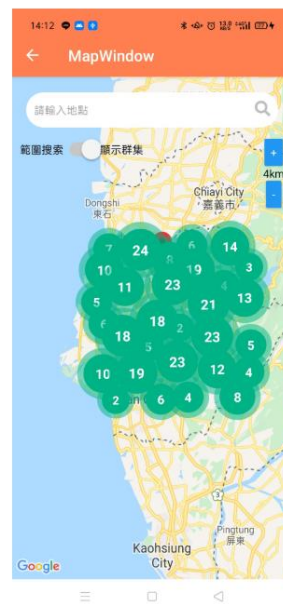 14:12
MapWindow
請輸入地點
範圍搜索 顯示群集
+
4km
-
Chiayi City
嘉義市
Dongshi
東石
7 24 6 14
8
10 19 3
11 23 4
5 21 13
6 18 2
18 23
5 5
23
10 19 12 4
2 6 4 8
3
Pingtung
屏東
Kaohsiung
City
Google